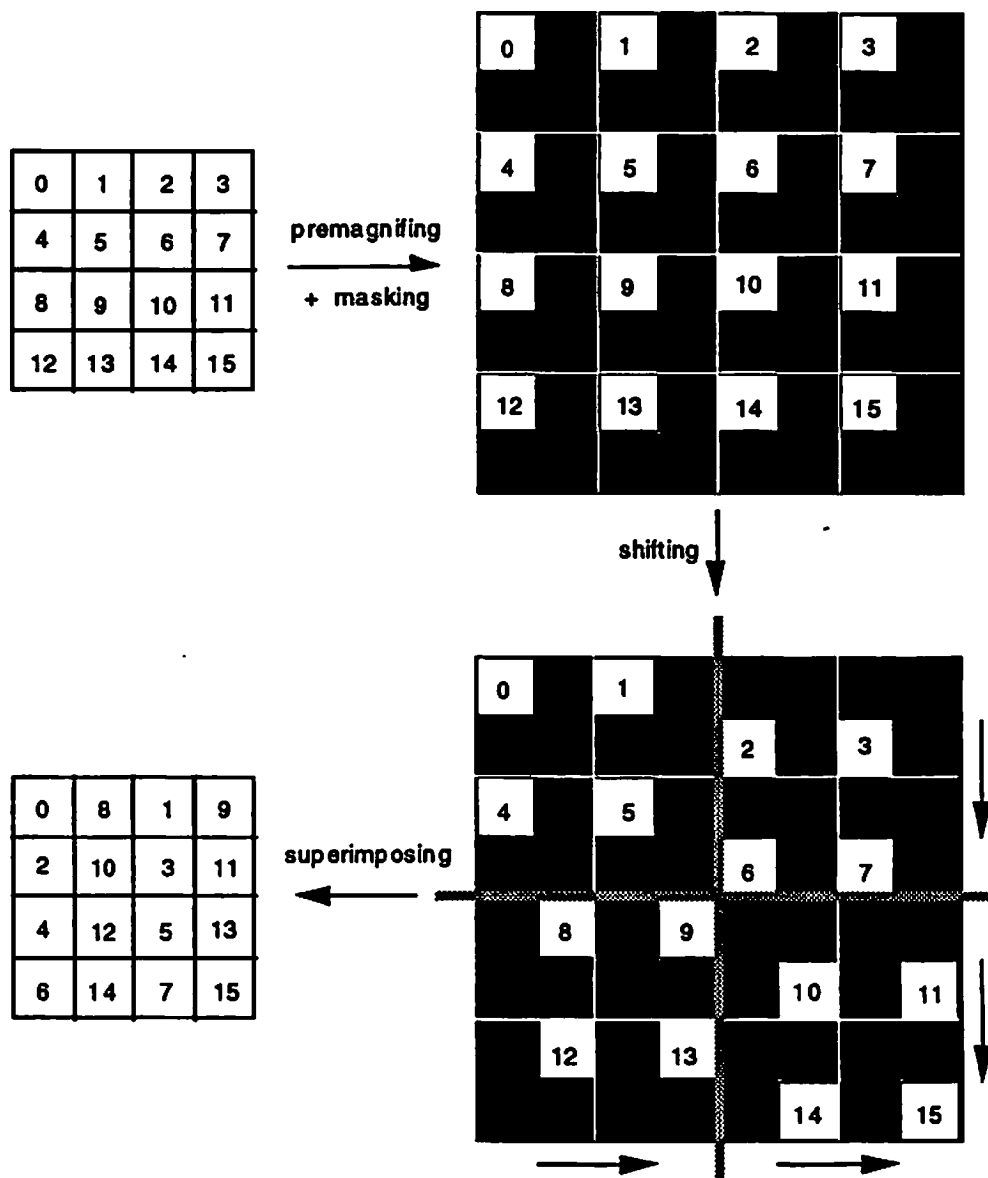 0 1 2 3
4 5 6 7
8 9 10 11
12 13 14 15
premagnifing
+ masking
0 1 2 3
4 5 6 7
8 9 10 11
12 13 14 15
shifting
0 1
2 3
4 5
6 7
8 9
10 11
12 13
14 15
superimposing
0 8 1 9
2 10 3 11
4 12 5 13
6 14 7 15